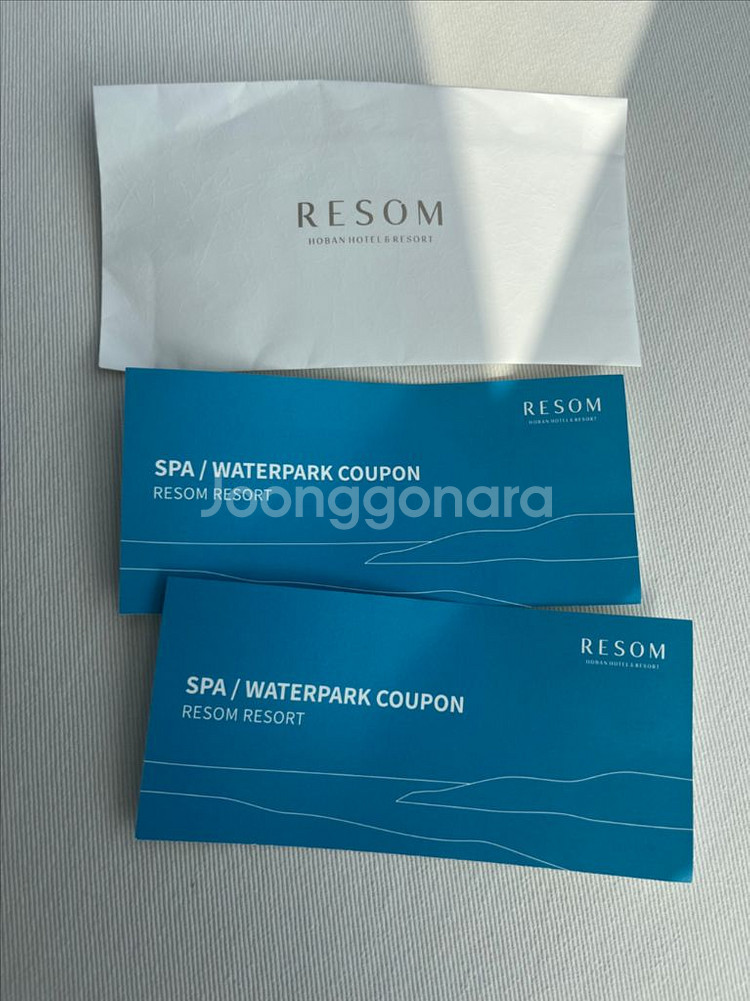 RESOM
HOBAN HOTEL & RESORT
RESOM
HOBAN HOTEL & RESORT
SPA / WATERPARK COUPON
RESOM RESORT
Joonggonara
RESOM
HOBAN HOTEL & RESORT
SPA / WATERPARK COUPON
RESOM RESORT